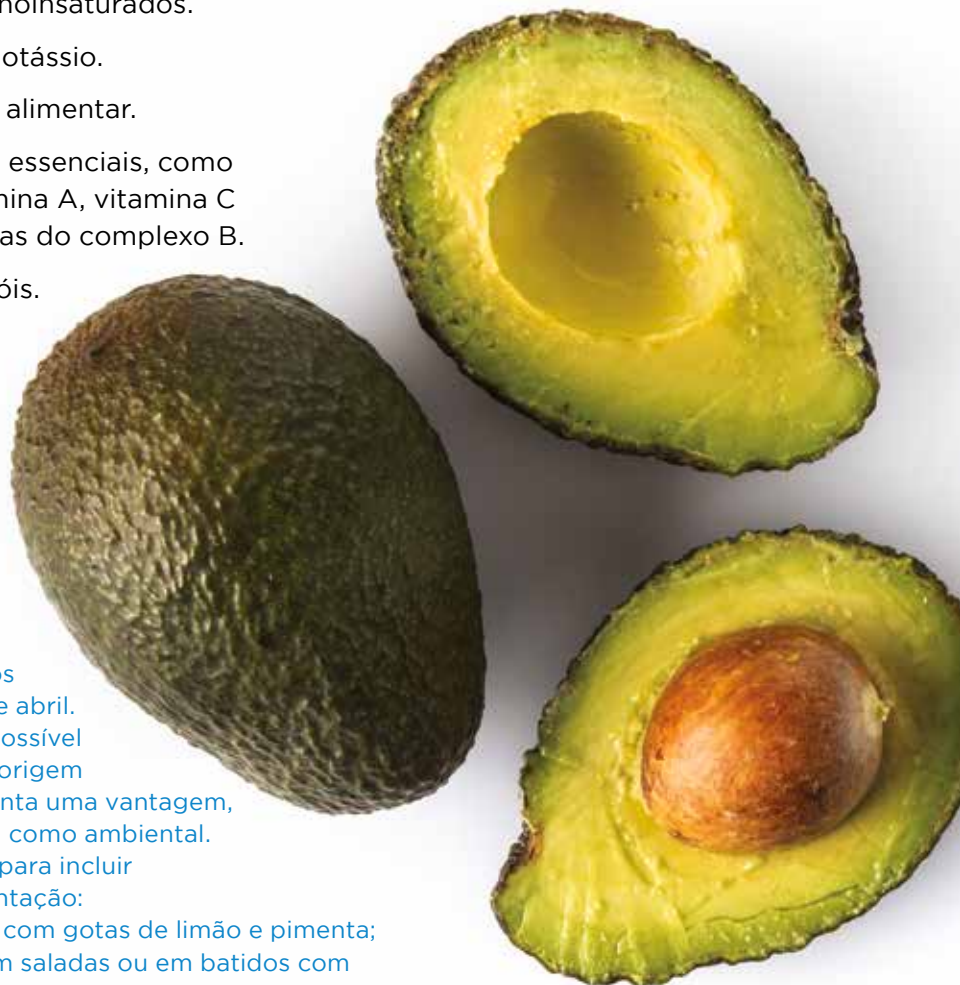 noinsaturados.
otássio.
alimentar.
essenciais, como
nina A, vitamina C
as do complexo B.
óis.
os
e abril.
ossível
origem
nta uma vantagem,
como ambiental.
para incluir
ntação:
com gotas de limão e pimenta;
m saladas ou em batidos com